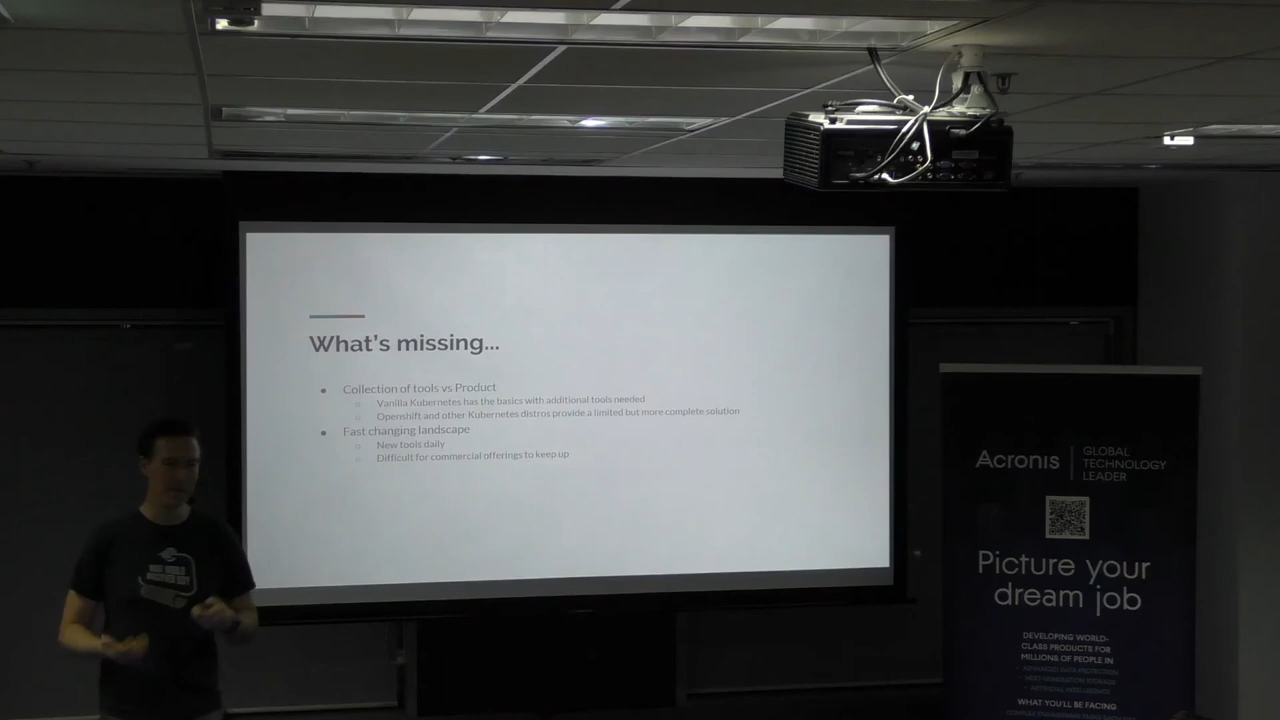 What's missing...
● Collection of tools vs Product
○ Vanilla Kubernetes has the basics with additional tools needed
○ Openshift and other Kubernetes distros provide a limited but more complete solution
● Fast changing landscape
○ New tools daily
○ Difficult for commercial offerings to keep up
Acronis
GLOBAL
TECHNOLOGY
LEADER
Picture your
dream job
DEVELOPING WORLD-
CLASS PRODUCTS FOR
MILLIONS OF PEOPLE IN
- ADVANCED DATA PROTECTION
- NEXT-GENERATION STORAGE
- ARTIFICIAL INTELLIGENCE
WHAT YOU'LL BE FACING